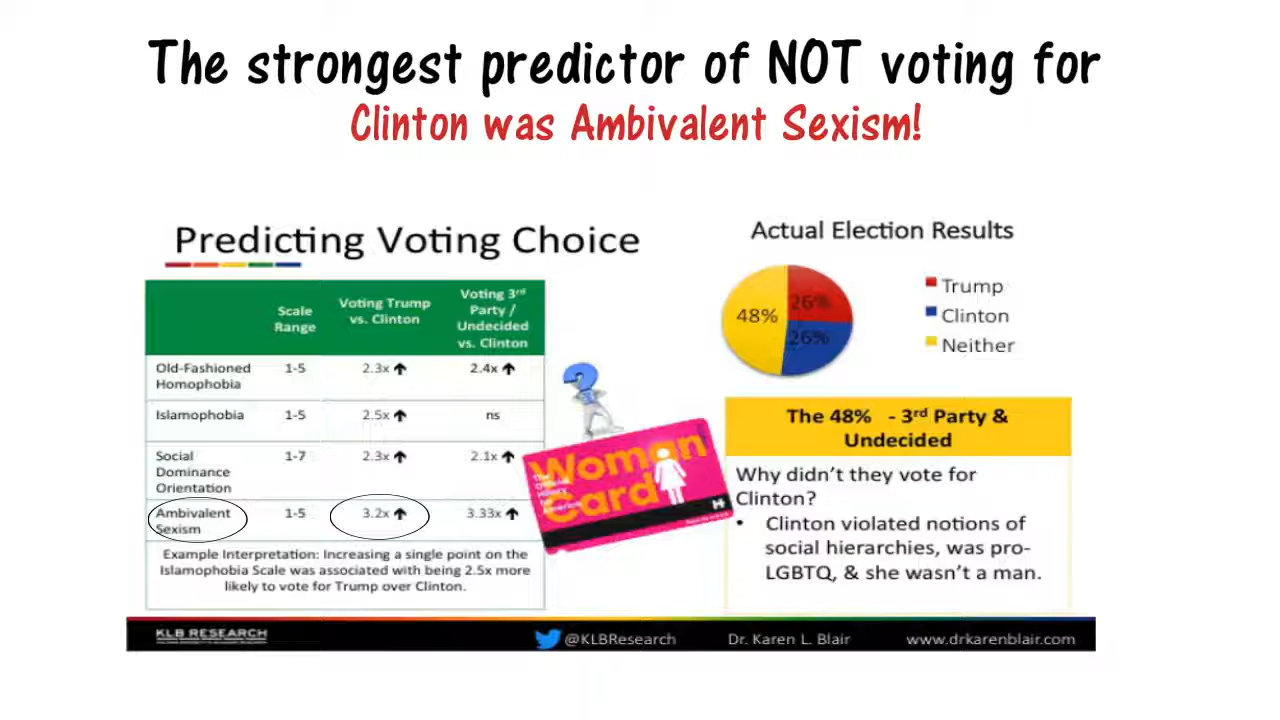 The strongest predictor of NOT voting for
Clinton was Ambivalent Sexism!
Predicting Voting Choice
Scale
Range
Voting Trump
vs. Clinton
Voting 3rd
Party /
Undecided
vs. Clinton
Old-Fashioned
Homophobia
1-5
2.3x
2.4x
Islamophobia
1-5
2.5x
ns
Social
Dominance
Orientation
1-7
2.3x
2.1x
Ambivalent
Sexism
1-5
3.2x
3.33x
Example Interpretation: Increasing a single point on the
Islamophobia Scale was associated with being 2.5x more
likely to vote for Trump over Clinton.
?
Woman
Card
The
Official
Hillary
for
America
H
Actual Election Results
48%
26%
26%
Trump
Clinton
Neither
The 48% - 3rd Party &
Undecided
Why didn't they vote for
Clinton?
• Clinton violated notions of
social hierarchies, was pro-
LGBTQ, & she wasn't a man.
KLB RESEARCH
@KLBResearch
Dr. Karen L. Blair
www.drkarenblair.com